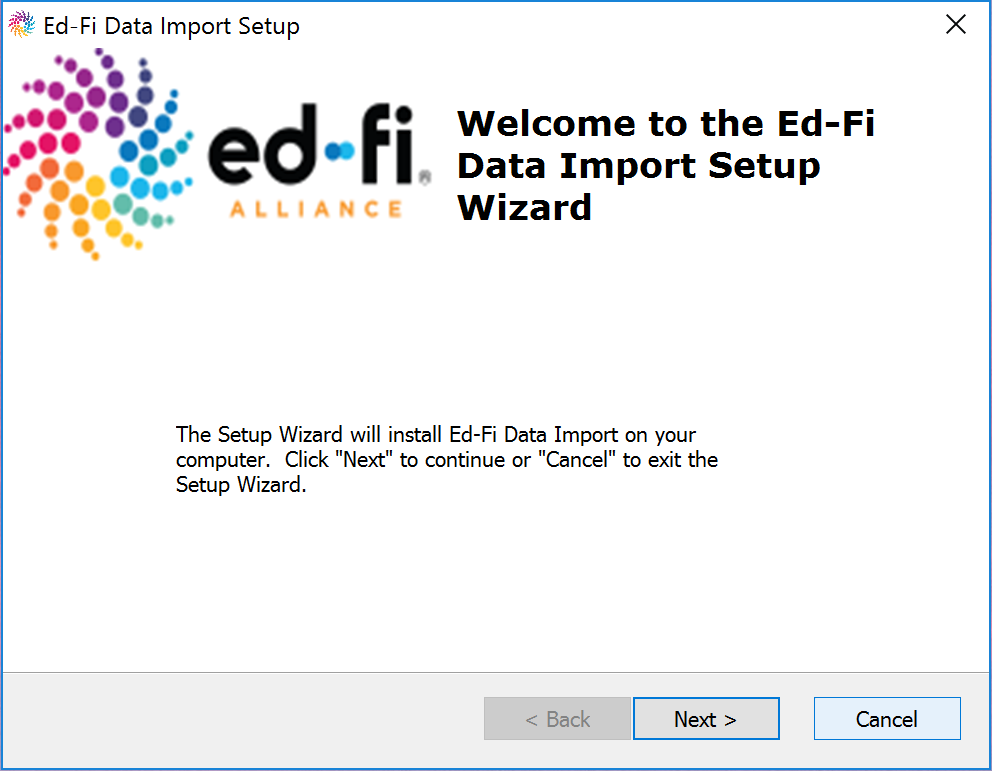 Ed-Fi Data Import Setup
ed-fi®
ALLIANCE
Welcome to the Ed-Fi
Data Import Setup
Wizard
The Setup Wizard will install Ed-Fi Data Import on your
computer.  Click "Next" to continue or "Cancel" to exit the
Setup Wizard.
< Back
Next >
Cancel